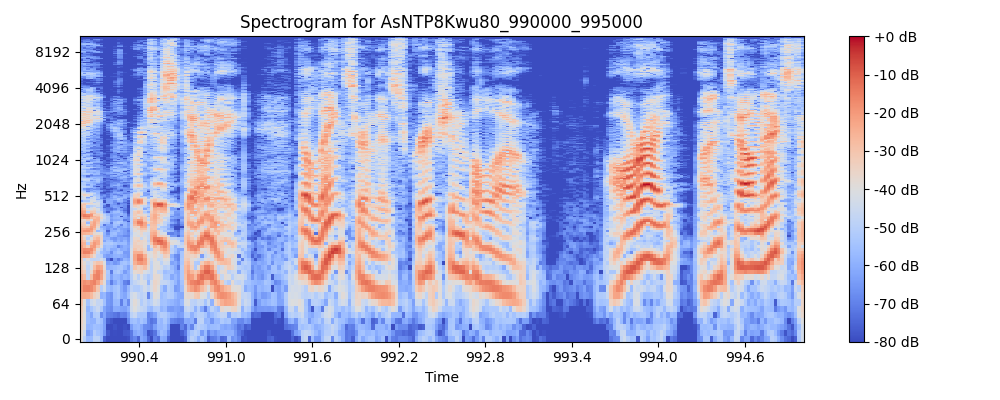 Spectrogram for AsNTP8Kwu80_990000_995000
Hz
8192
4096
2048
1024
512
256
128
64
0
990.4 991.0 991.6 992.2 992.8 993.4 994.0 994.6
Time
+0 dB
-10 dB
-20 dB
-30 dB
-40 dB
-50 dB
-60 dB
-70 dB
-80 dB